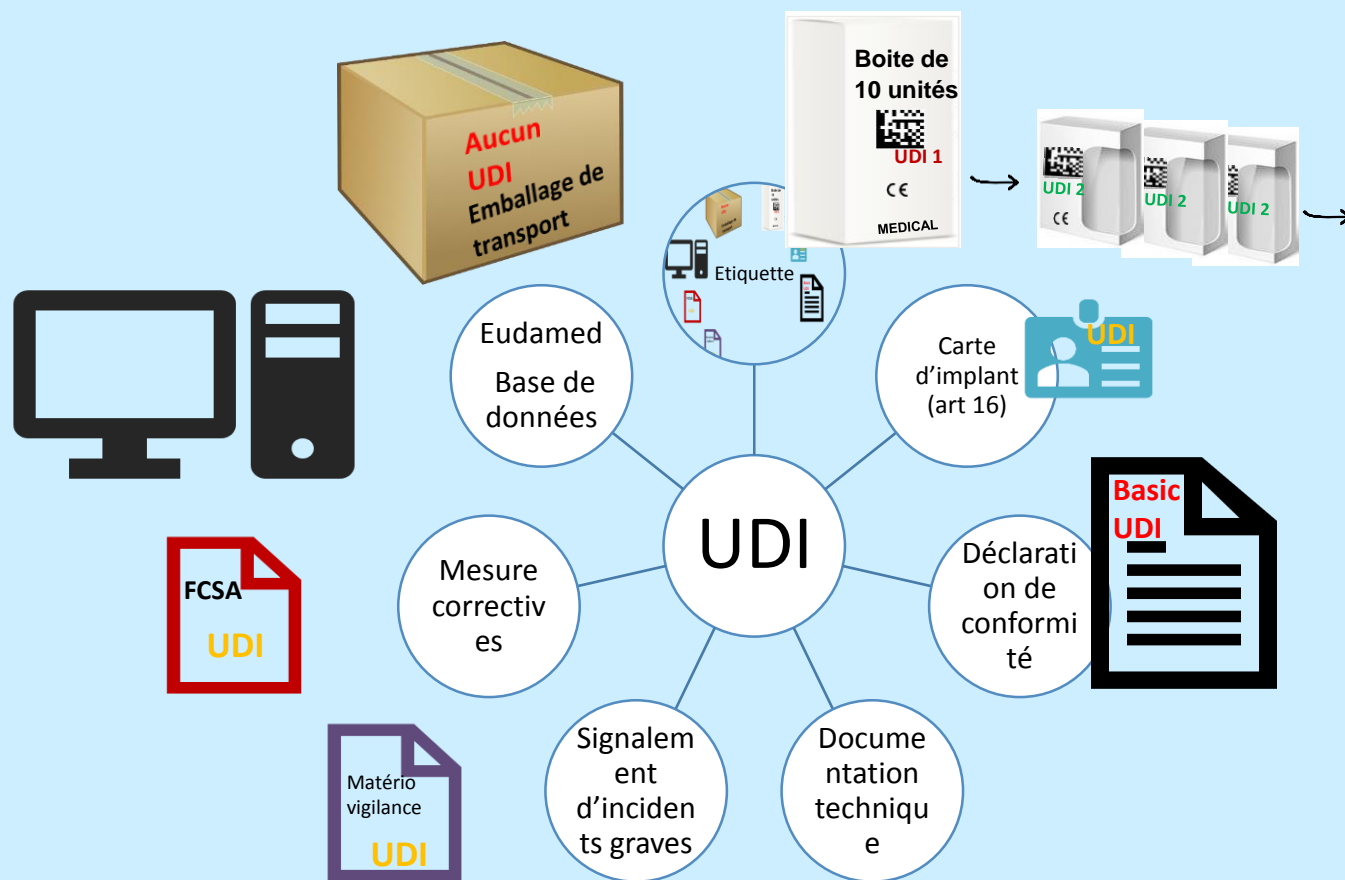 Aucun
UDI
Emballage de
transport
Boite de
10 unités
UDI 1
CE
MEDICAL
UDI 2
CE
UDI 2
UDI 2
Etiquette
Eudamed
Base de
données
Carte
d’implant
(art 16)
UDI
UDI
Basic
UDI
Déclarati
on de
conformi
té
Mesure
correctiv
es
FCSA
UDI
Signalem
ent
d’inciden
ts graves
Docume
ntation
techniqu
e
Matério
vigilance
UDI